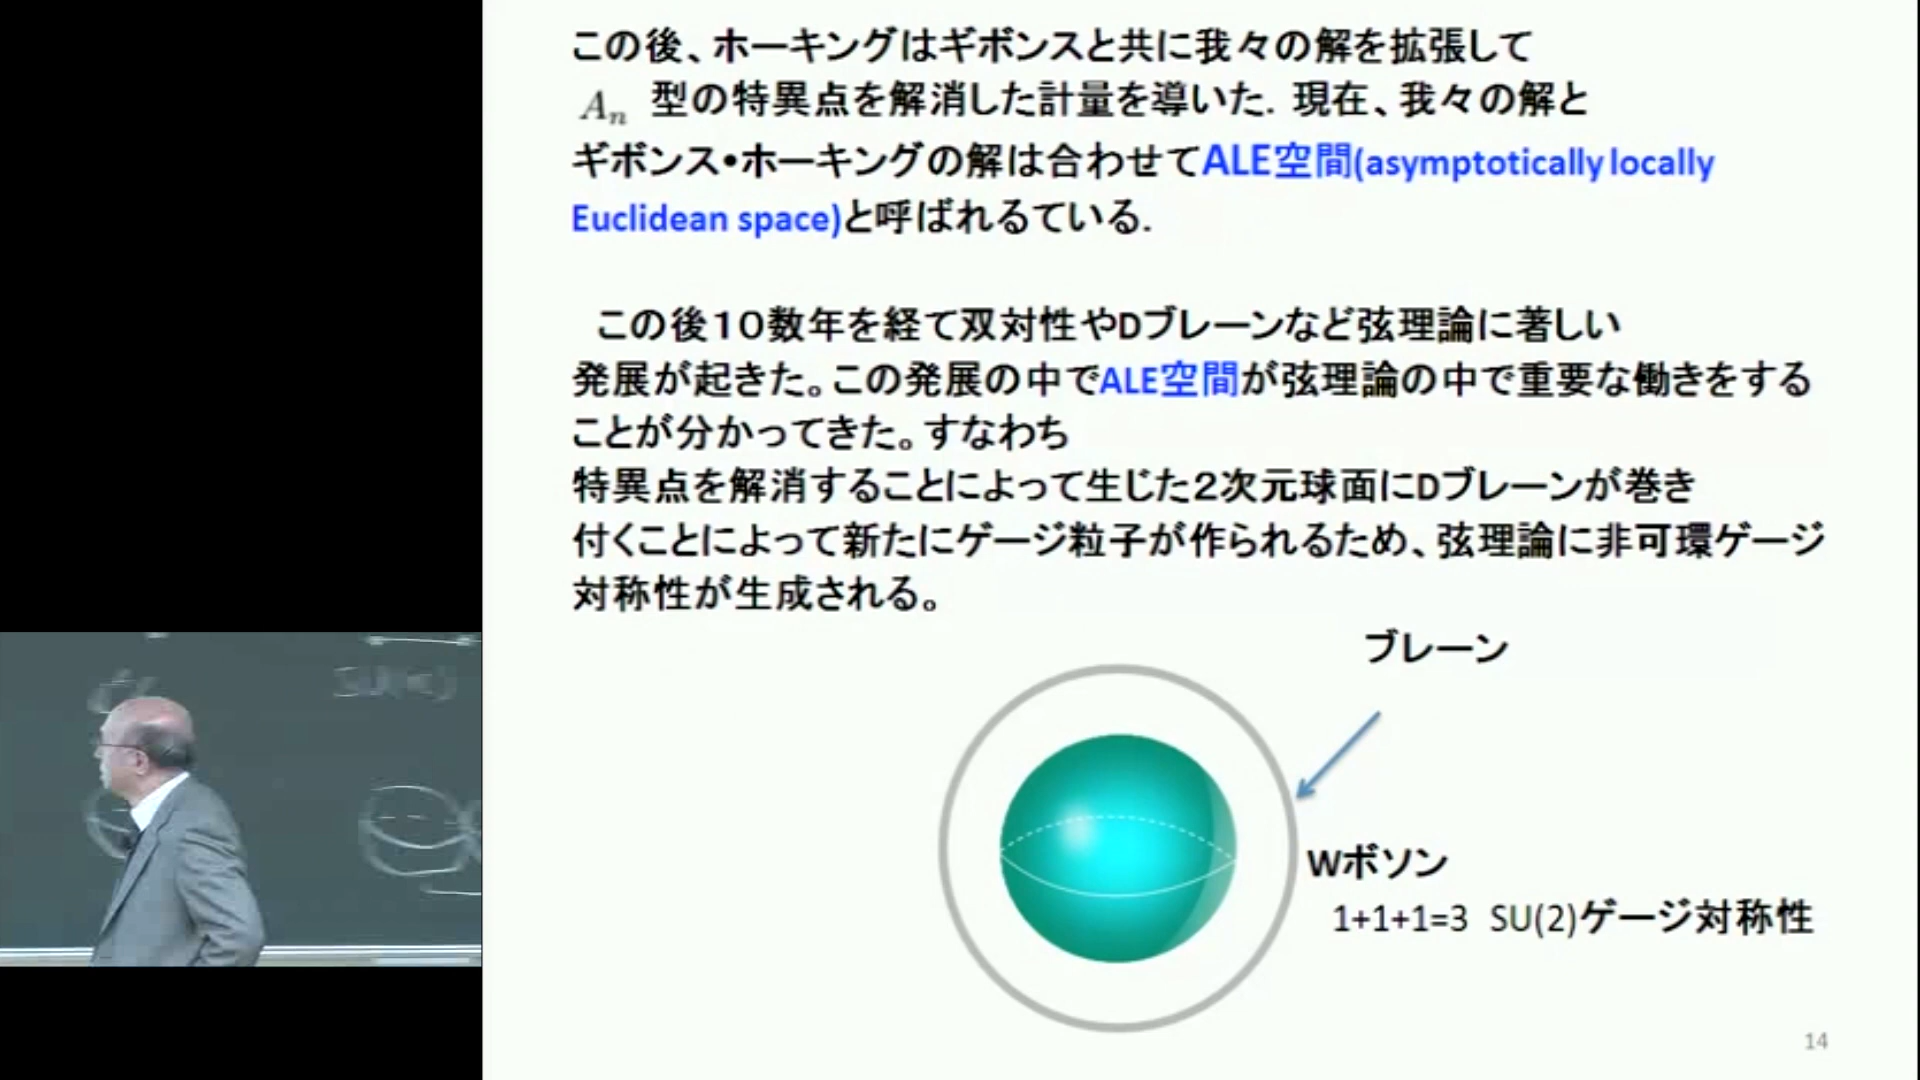 この後、ホーキングはギボンスと共に我々の解を拡張して
Aₙ 型の特異点を解消した計量を導いた. 現在、我々の解と
ギボンス•ホーキングの解は合わせてALE空間(asymptotically locally
Euclidean space)と呼ばれるている.
この後１０数年を経て双対性やDブレーンなど弦理論に著しい
発展が起きた。この発展の中でALE空間が弦理論の中で重要な働きをする
ことが分かってきた。すなわち
特異点を解消することによって生じた２次元球面にDブレーンが巻き
付くことによって新たにゲージ粒子が作られるため、弦理論に非可環ゲージ
対称性が生成される。
ブレーン
Wボソン
1+1+1=3 SU(2)ゲージ対称性
14